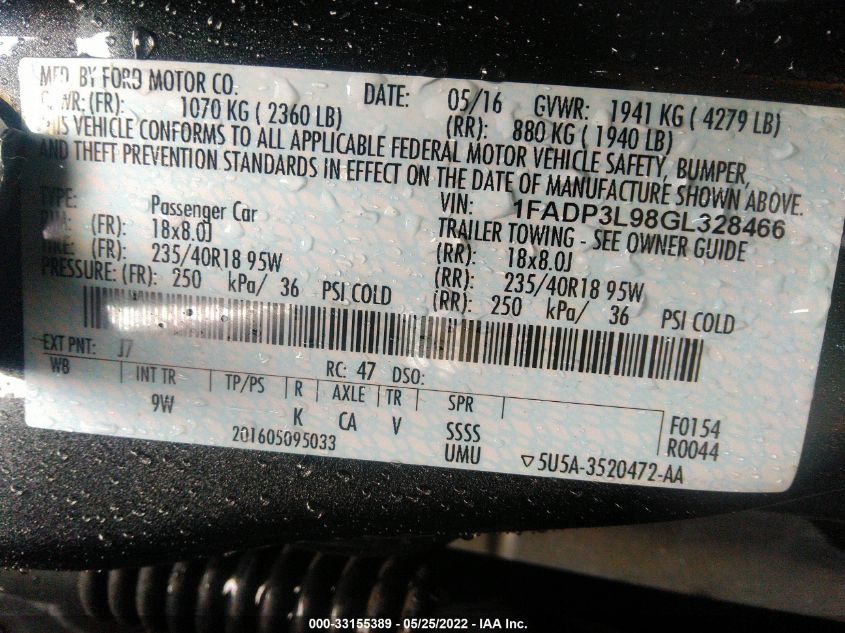 MFD. BY FORD MOTOR CO. DATE: 05/16 GVWR: 1941 KG ( 4279 LB)
(FR): 1070 KG ( 2360 LB) (RR): 880 KG ( 1940 LB)
THIS VEHICLE CONFORMS TO ALL APPLICABLE FEDERAL MOTOR VEHICLE SAFETY, BUMPER,
AND THEFT PREVENTION STANDARDS IN EFFECT ON THE DATE OF MANUFACTURE SHOWN ABOVE.
VIN: 1FADP3L98GL328466
TYPE: Passenger Car TRAILER TOWING - SEE OWNER GUIDE
(FR): 18x8.0J (RR): 18x8.0J
TIRE: (FR): 235/40R18 95W (RR): 235/40R18 95W
PRESSURE: (FR): 250 kPa/ 36 PSI COLD (RR): 250 kPa/ 36 PSI COLD
EXT PNT: J7 RC: 47 DSO:
WB INT TR TP/PS R AXLE TR SPR
9W K CA V SSSS F0154
UMU R0044
201605095033 5U5A-3520472-AA
000-33155389 - 05/25/2022 - IAA Inc.